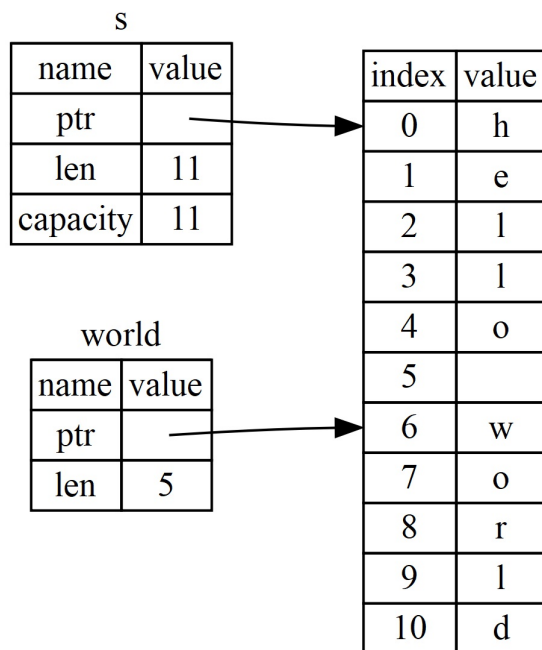 s
name value
ptr
len 11
capacity 11
world
name value
ptr
len 5
index value
0 h
1 e
2 l
3 l
4 o
5
6 w
7 o
8 r
9 l
10 d